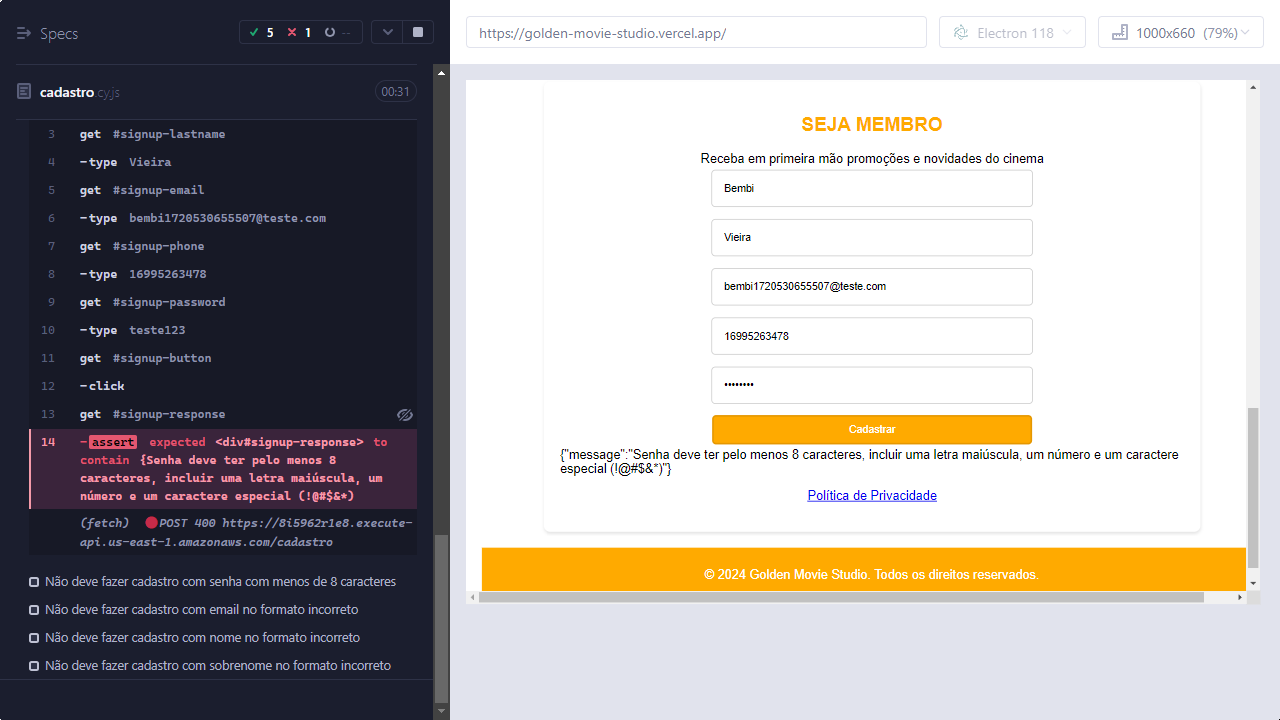 Specs
5
1
--
cadastro.cy.js
00:31
3 get #signup-lastname
4 -type Vieira
5 get #signup-email
6 -type bembi1720530655507@teste.com
7 get #signup-phone
8 -type 16995263478
9 get #signup-password
10 -type teste123
11 get #signup-button
12 -click
13 get #signup-response
14 -assert expected <div#signup-response> to
contain {Senha deve ter pelo menos 8
caracteres, incluir uma letra maiúscula, um
número e um caractere especial (!@#$&*)
(fetch) POST 400 https://8i5962r1e8.execute-
api.us-east-1.amazonaws.com/cadastro
Não deve fazer cadastro com senha com menos de 8 caracteres
Não deve fazer cadastro com email no formato incorreto
Não deve fazer cadastro com nome no formato incorreto
Não deve fazer cadastro com sobrenome no formato incorreto
https://golden-movie-studio.vercel.app/
Electron 118
1000x660 (79%)
SEJA MEMBRO
Receba em primeira mão promoções e novidades do cinema
Bembi
Vieira
bembi1720530655507@teste.com
16995263478
••••••••
Cadastrar
{"message":"Senha deve ter pelo menos 8 caracteres, incluir uma letra maiúscula, um número e um caractere
especial (!@#$&*)"}
Política de Privacidade
© 2024 Golden Movie Studio. Todos os direitos reservados.